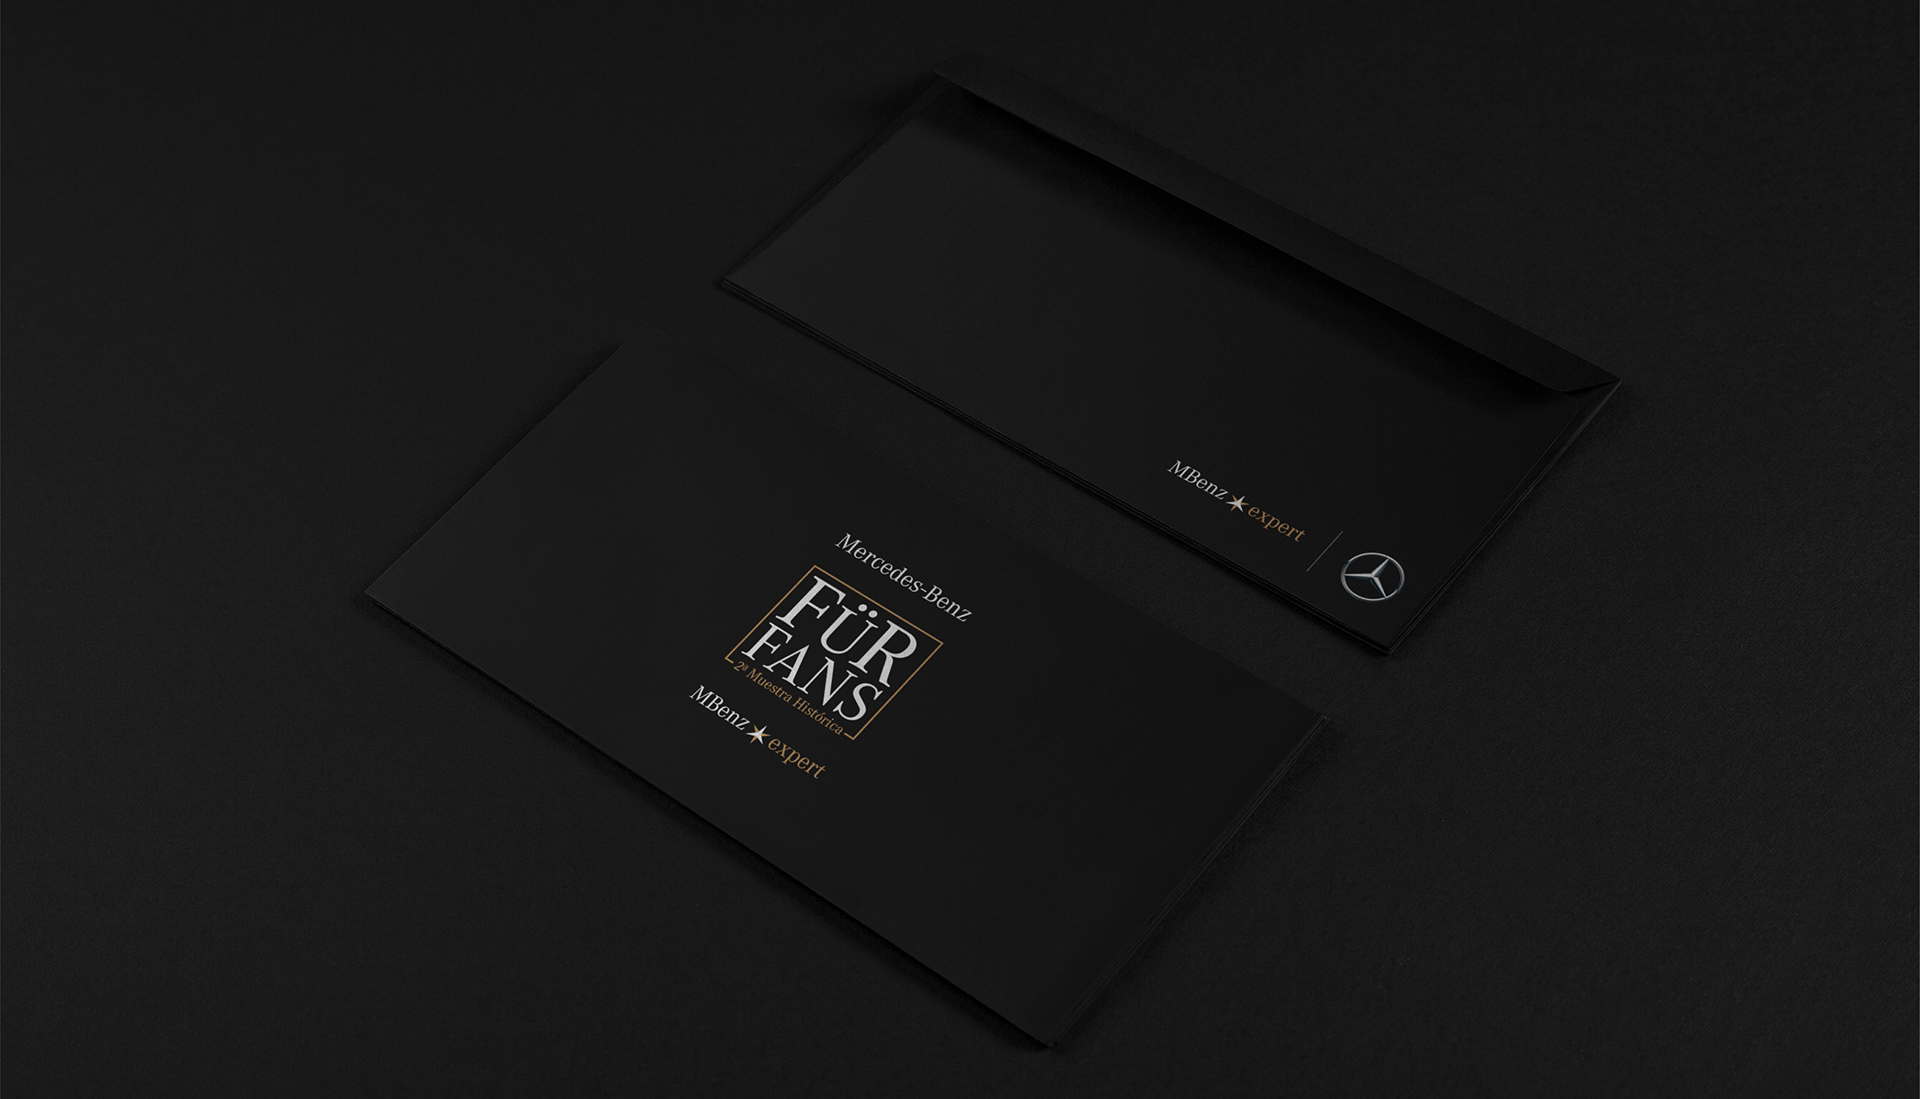 MBenz expert
Mercedes-Benz
FÜR
FANS
2ª Muestra Histórica
MBenz expert